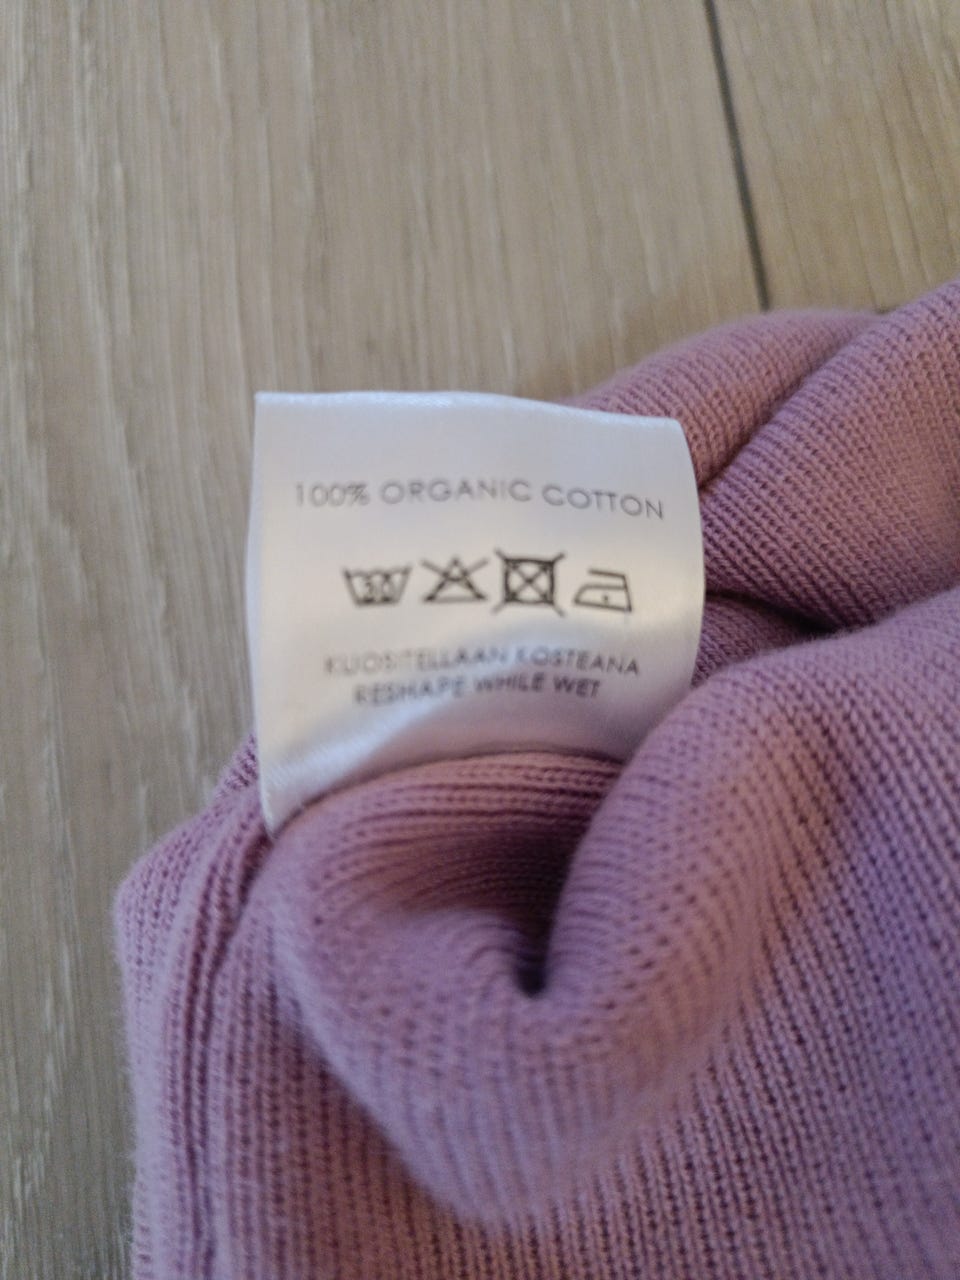 100% ORGANIC COTTON
30
KUOSITELLAAN KOSTEANA
RESHAPE WHILE WET